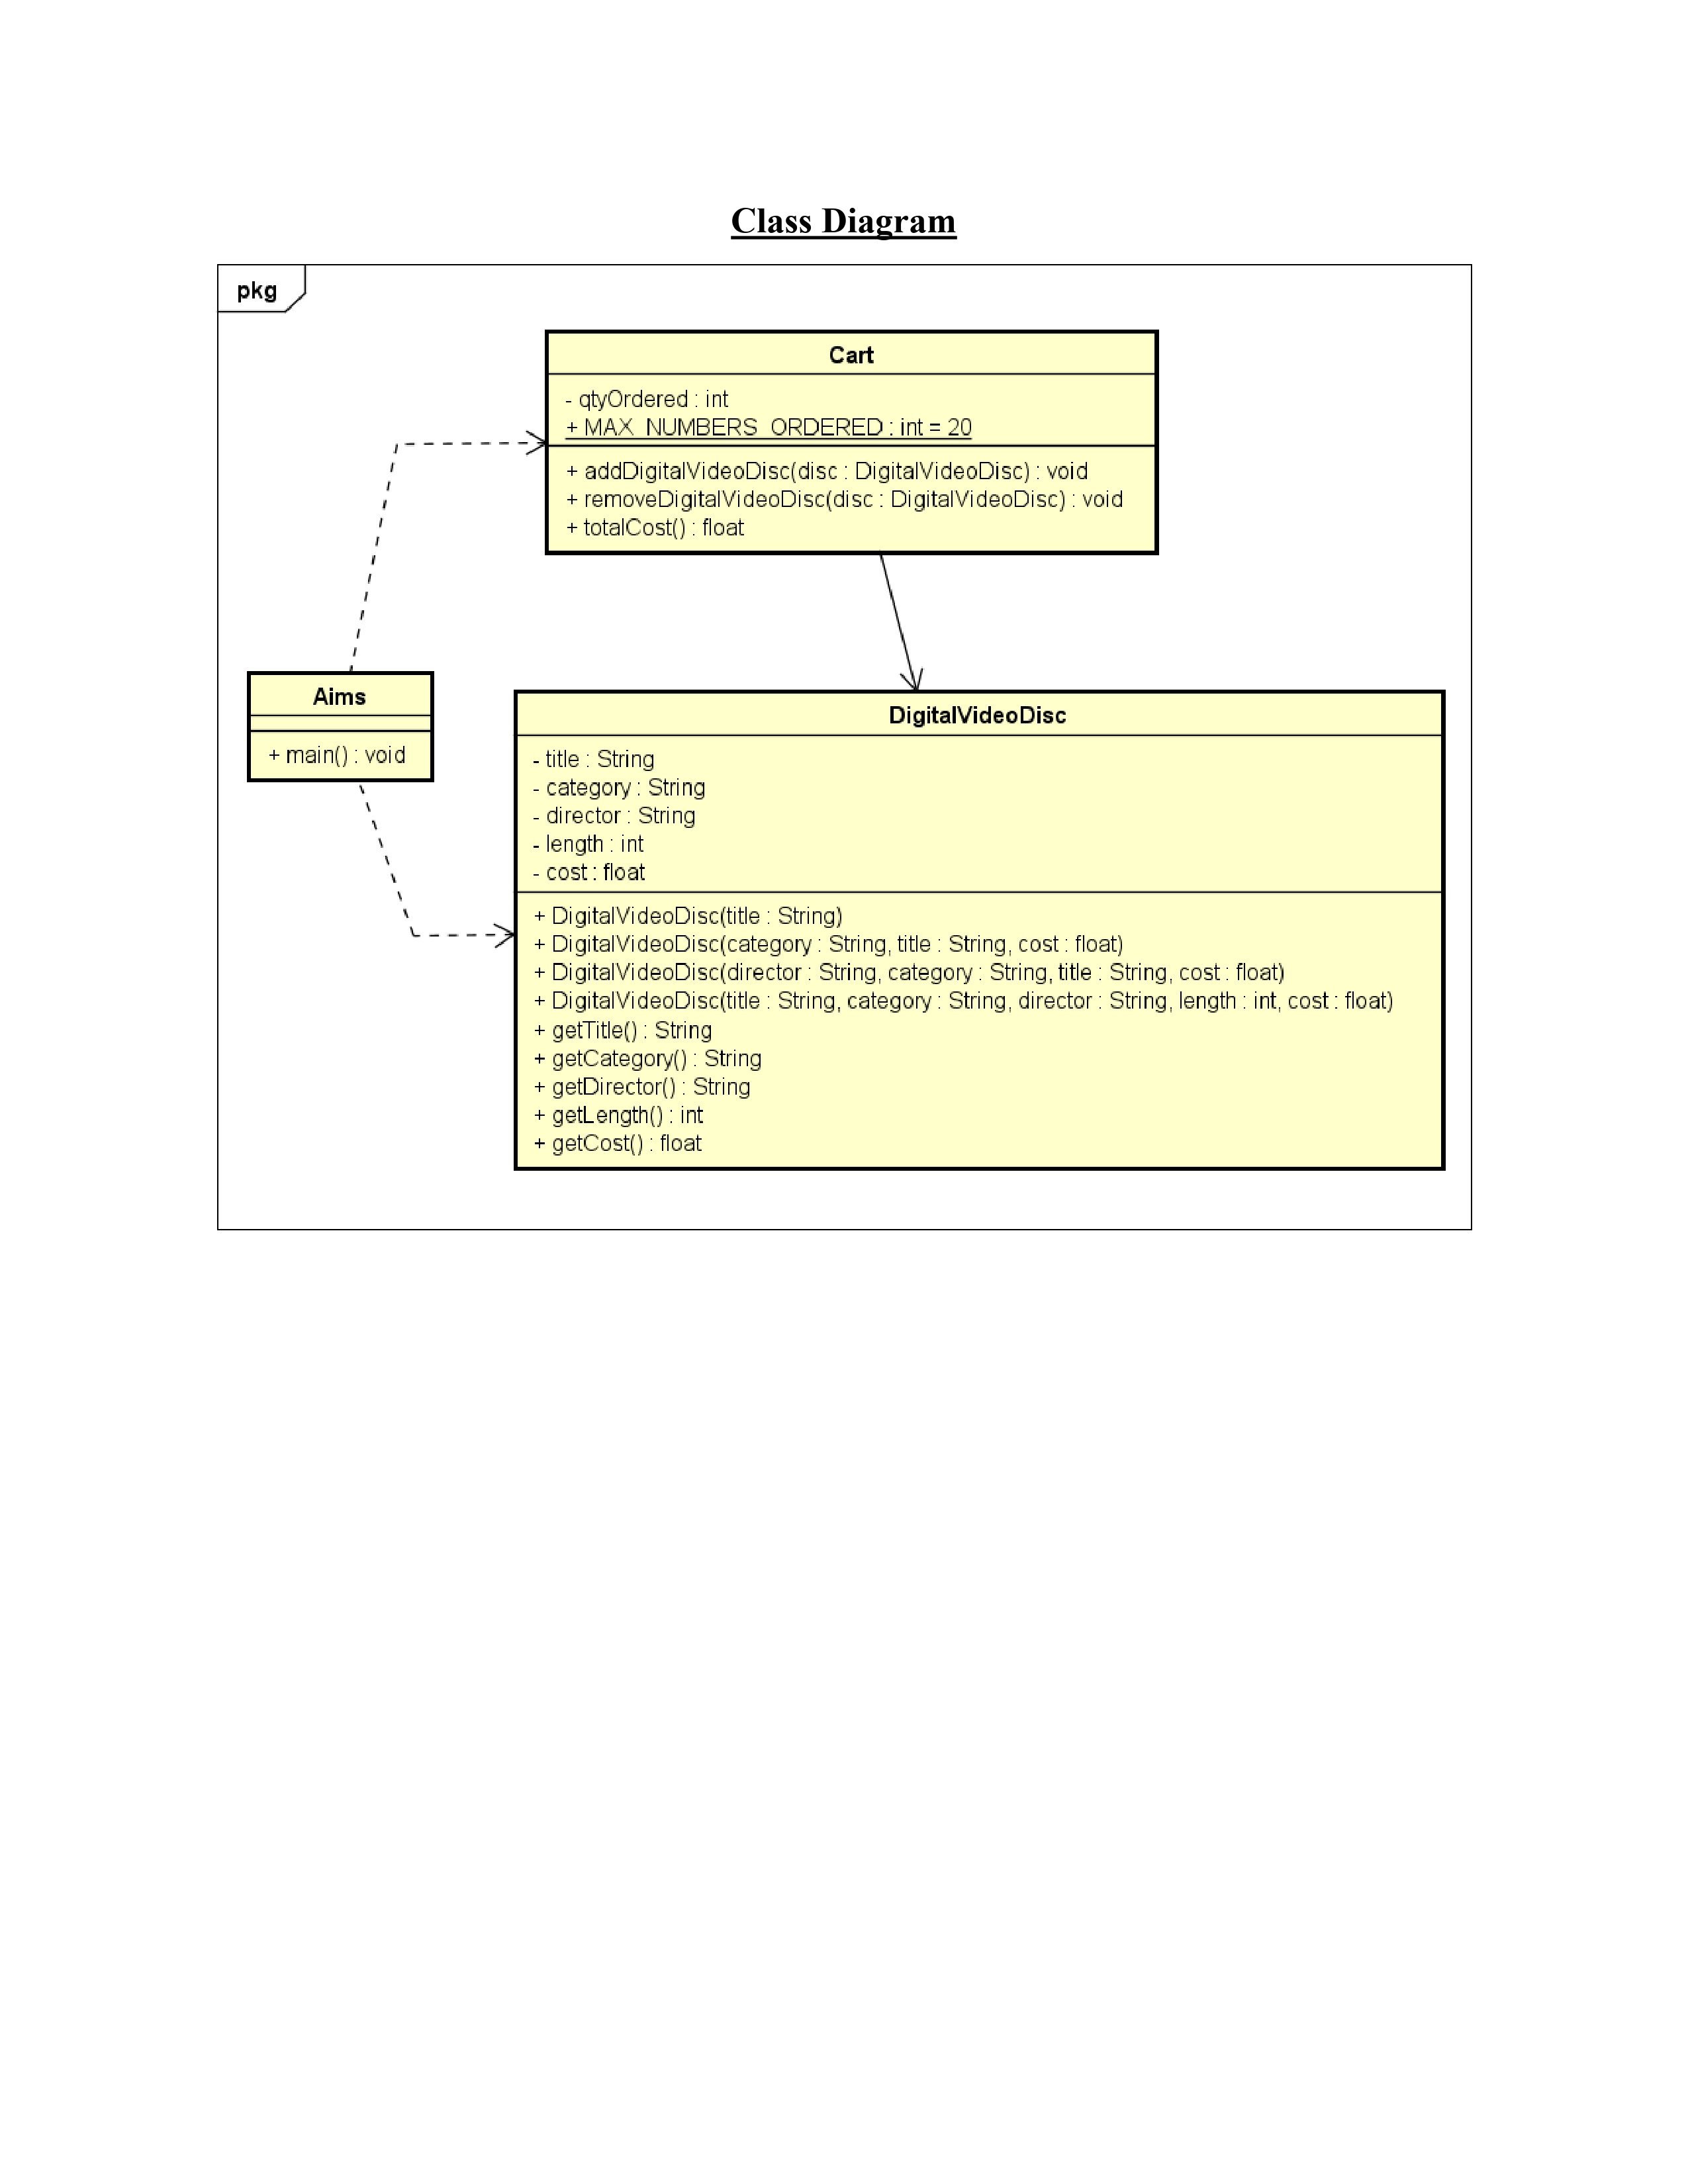 Class Diagram
pkg
Cart
- qtyOrdered : int
+ MAX_NUMBERS_ORDERED : int = 20
+ addDigitalVideoDisc(disc : DigitalVideoDisc) : void
+ removeDigitalVideoDisc(disc : DigitalVideoDisc) : void
+ totalCost() : float
Aims
+ main() : void
DigitalVideoDisc
- title : String
- category : String
- director : String
- length : int
- cost : float
+ DigitalVideoDisc(title : String)
+ DigitalVideoDisc(category : String, title : String, cost : float)
+ DigitalVideoDisc(director : String, category : String, title : String, cost : float)
+ DigitalVideoDisc(title : String, category : String, director : String, length : int, cost : float)
+ getTitle() : String
+ getCategory() : String
+ getDirector() : String
+ getLength() : int
+ getCost() : float